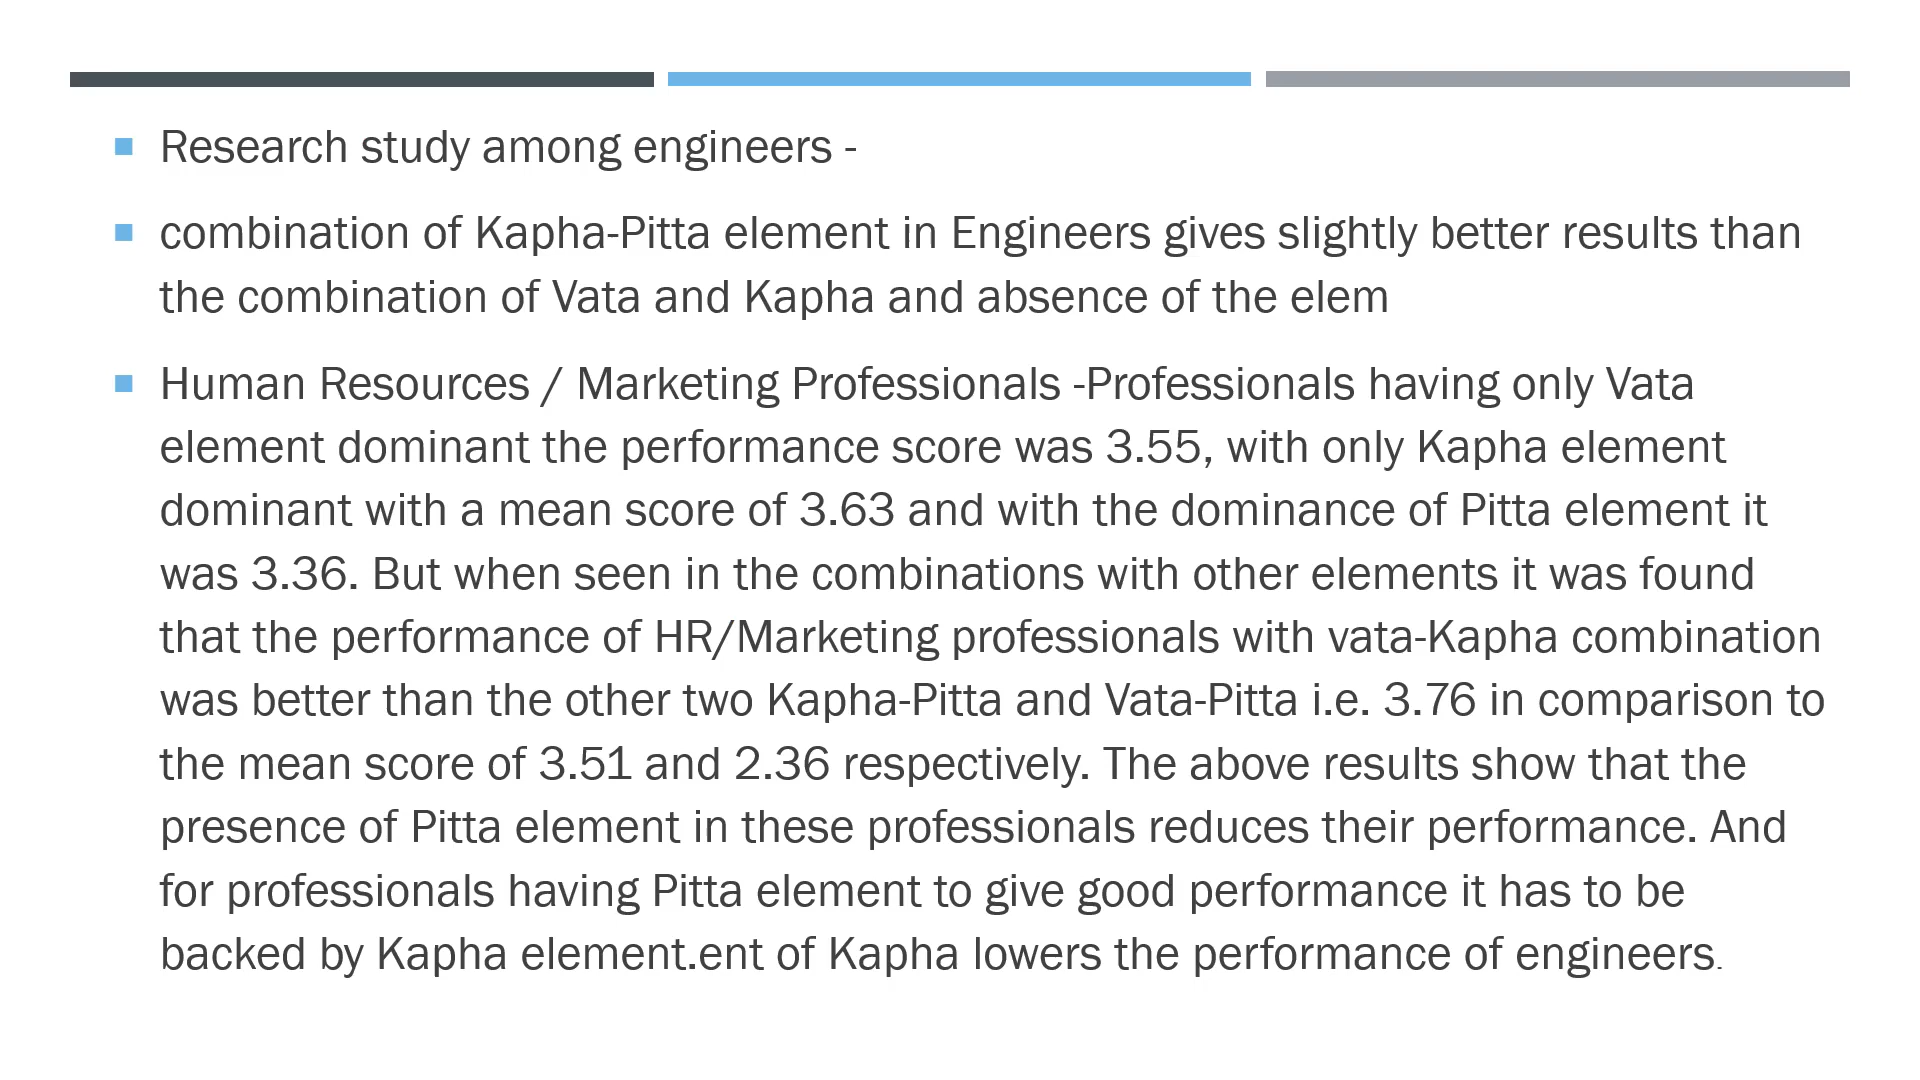 Research study among engineers -
combination of Kapha-Pitta element in Engineers gives slightly better results than
the combination of Vata and Kapha and absence of the elem
Human Resources / Marketing Professionals -Professionals having only Vata
element dominant the performance score was 3.55, with only Kapha element
dominant with a mean score of 3.63 and with the dominance of Pitta element it
was 3.36. But when seen in the combinations with other elements it was found
that the performance of HR/Marketing professionals with vata-Kapha combination
was better than the other two Kapha-Pitta and Vata-Pitta i.e. 3.76 in comparison to
the mean score of 3.51 and 2.36 respectively. The above results show that the
presence of Pitta element in these professionals reduces their performance. And
for professionals having Pitta element to give good performance it has to be
backed by Kapha element.ent of Kapha lowers the performance of engineers.